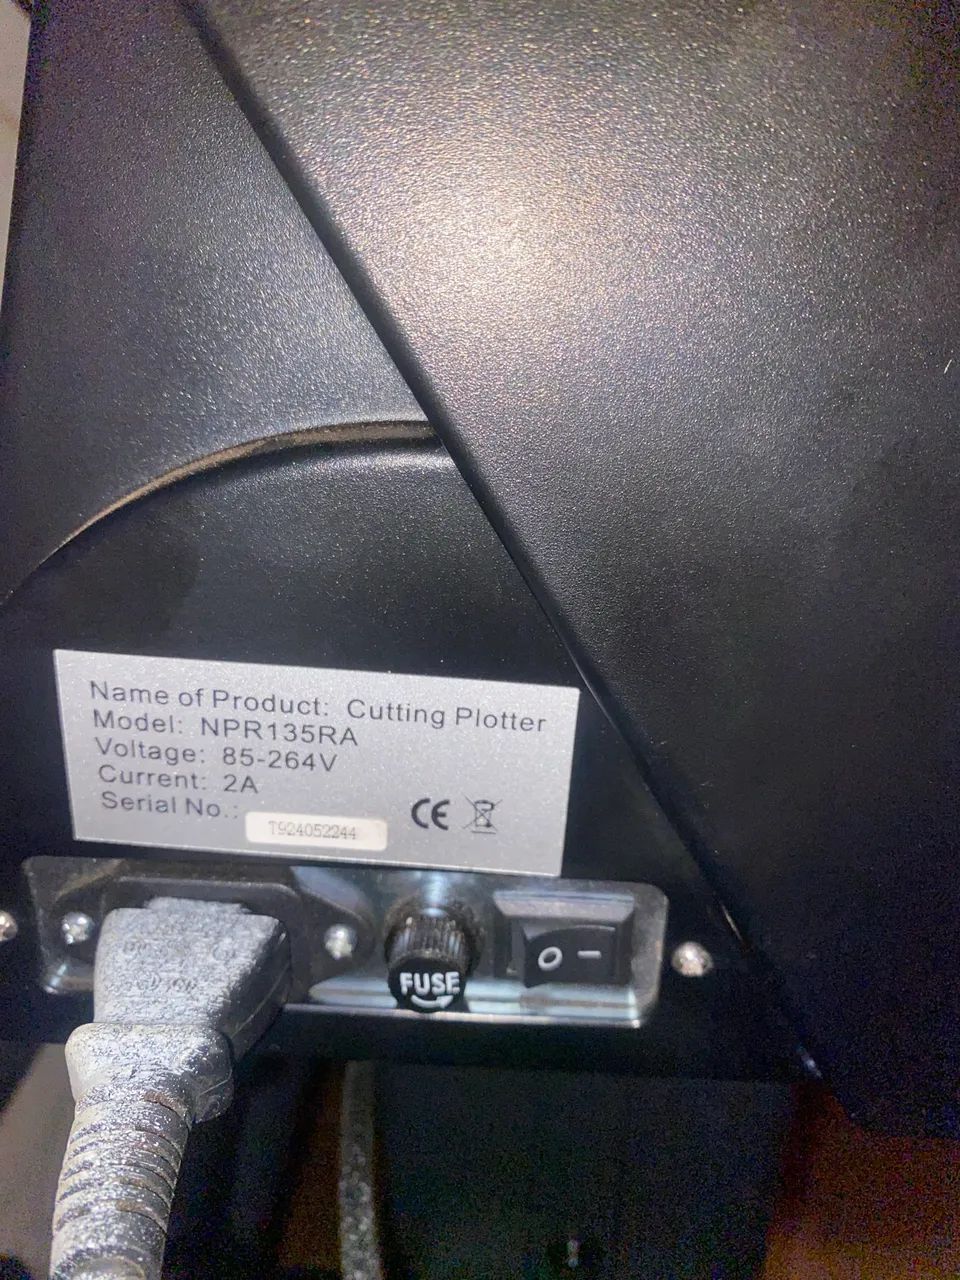 Name of Product: Cutting Plotter
Model: NPR135RA
Voltage: 85-264V
Current: 2A
Serial No.:
T924052244
CE
FUSE
O –